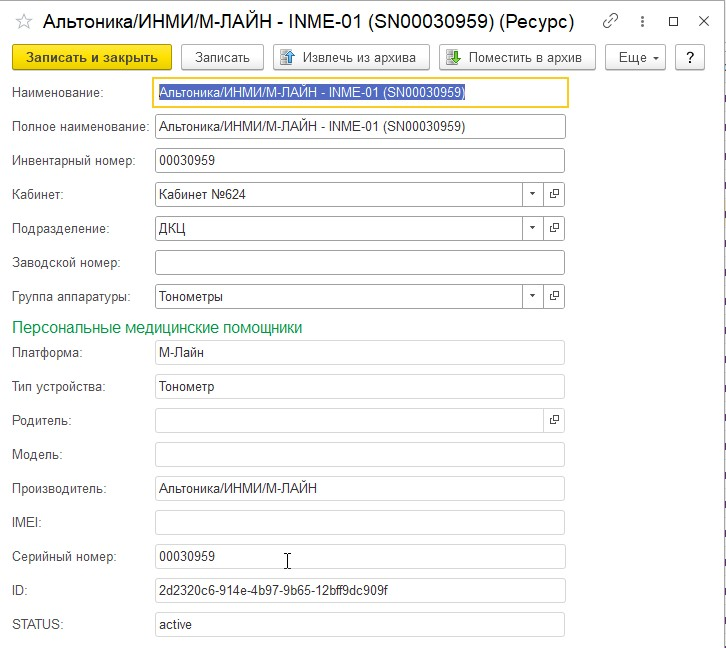 Альтоника/ИНМИ/М-ЛАЙН - INME-01 (SN00030959) (Ресурс)
Записать и закрыть Записать Извлечь из архива Поместить в архив Еще ?
Наименование: Альтоника/ИНМИ/М-ЛАЙН - INME-01 (SN00030959)
Полное наименование: Альтоника/ИНМИ/М-ЛАЙН - INME-01 (SN00030959)
Инвентарный номер: 00030959
Кабинет: Кабинет №624
Подразделение: ДКЦ
Заводской номер:
Группа аппаратуры: Тонометры
Персональные медицинские помощники
Платформа: М-Лайн
Тип устройства: Тонометр
Родитель:
Модель:
Производитель: Альтоника/ИНМИ/М-ЛАЙН
IMEI:
Серийный номер: 00030959
ID: 2d2320c6-914e-4b97-9b65-12bff9dc909f
STATUS: active